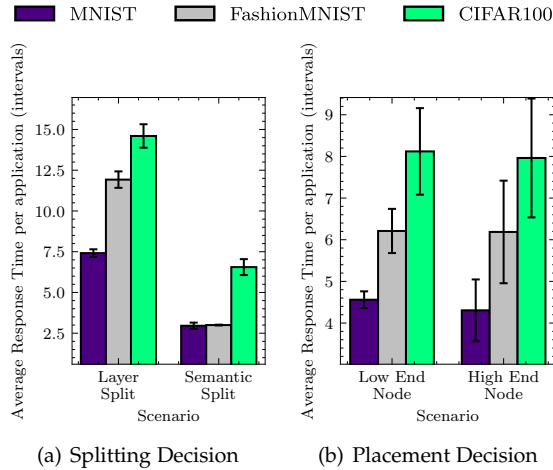 MNIST FashionMNIST CIFAR100
Average Response Time per application (intervals)
15.0
12.5
10.0
7.5
5.0
2.5
Layer Split
Semantic Split
Scenario
(a) Splitting Decision
Average Response Time per application (intervals)
9
8
7
6
5
4
Low End Node
High End Node
Scenario
(b) Placement Decision